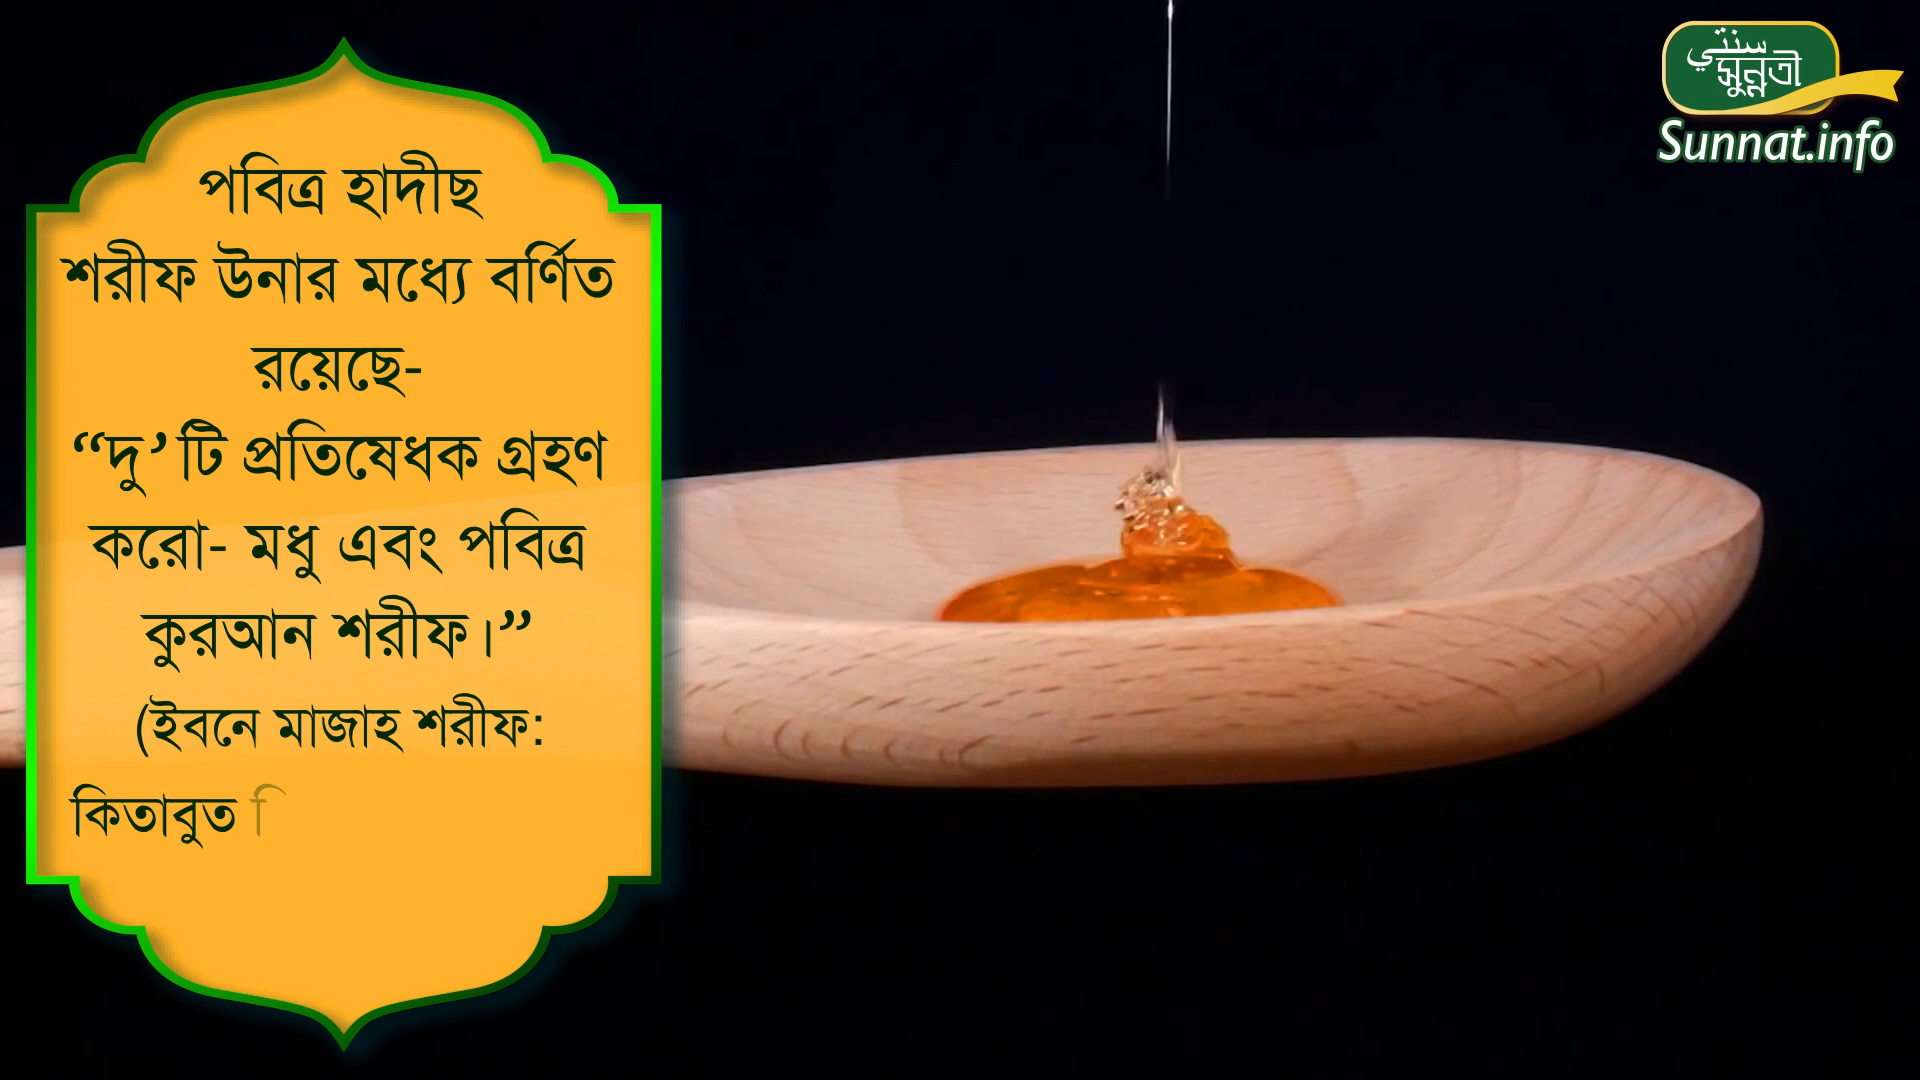 পবিত্র হাদীছ
শরীফ উনার মধ্যে বর্ণিত
রয়েছে-
“দু’টি প্রতিষেধক গ্রহণ
করো- মধু এবং পবিত্র
কুরআন শরীফ।”
(ইবনে মাজাহ শরীফ:
কিতাবুত
سنتي
সুন্নতী
Sunnat.info